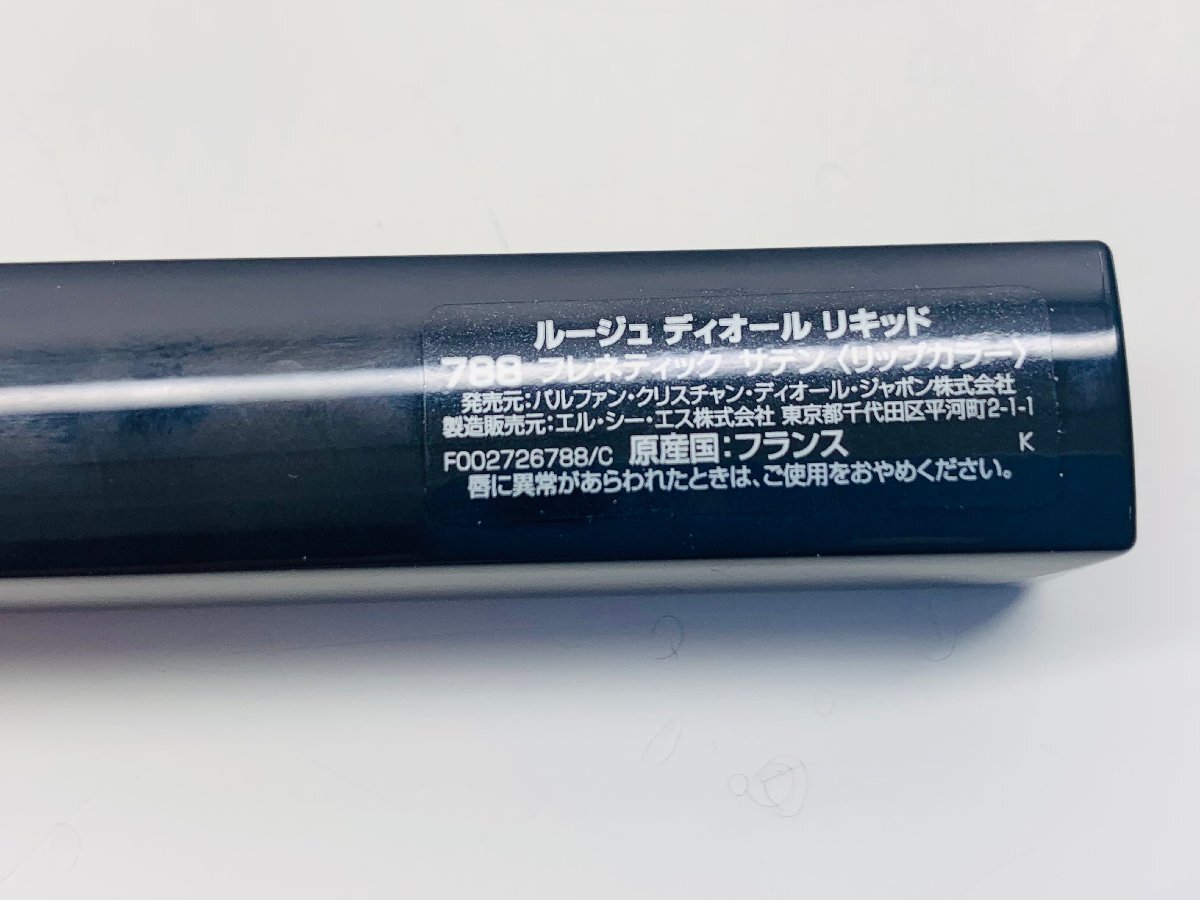 ルージュ ディオール リキッド
788 フレネティック サテン〈リップカラー〉
発売元:パルファン・クリスチャン・ディオール・ジャポン株式会社
製造販売元:エル・シー・エス株式会社 東京都千代田区平河町2-1-1
F002726788/C 原産国:フランス K
唇に異常があらわれたときは、ご使用をおやめください。